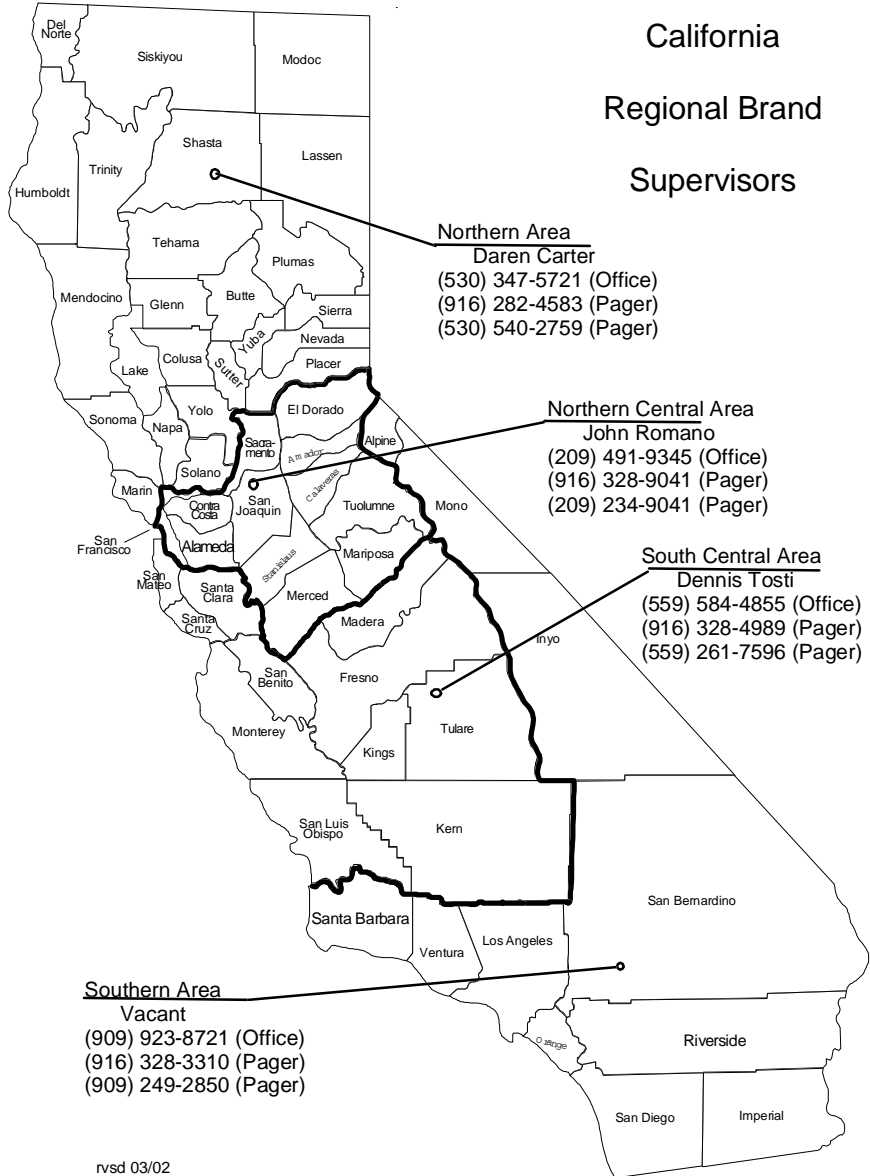 California
Regional Brand
Supervisors
Del
Norte
Siskiyou
Modoc
Shasta
Lassen
Trinity
Humboldt
Northern Area
Daren Carter
(530) 347-5721 (Office)
(916) 282-4583 (Pager)
(530) 540-2759 (Pager)
Tehama
Plumas
Mendocino
Glenn
Butte
Sierra
Yuba
Nevada
Colusa
Sutter
Placer
Lake
Northern Central Area
John Romano
(209) 491-9345 (Office)
(916) 328-9041 (Pager)
(209) 234-9041 (Pager)
Sonoma
Yolo
El Dorado
Napa
Sacra-
mento
Alpine
Amador
Solano
Calaveras
Marin
San
Joaquin
Tuolumne
Mono
Contra
Costa
San
Francisco
Alameda
Stanislaus
Mariposa
South Central Area
Dennis Tosti
(559) 584-4855 (Office)
(916) 328-4989 (Pager)
(559) 261-7596 (Pager)
San
Mateo
Santa
Clara
Merced
Santa
Cruz
Madera
Inyo
San
Benito
Fresno
Monterey
Tulare
Kings
San Luis
Obispo
Kern
San Bernardino
Santa Barbara
Ventura
Los Angeles
Southern Area
Vacant
(909) 923-8721 (Office)
(916) 328-3310 (Pager)
(909) 249-2850 (Pager)
Orange
Riverside
San Diego
Imperial
rvsd 03/02